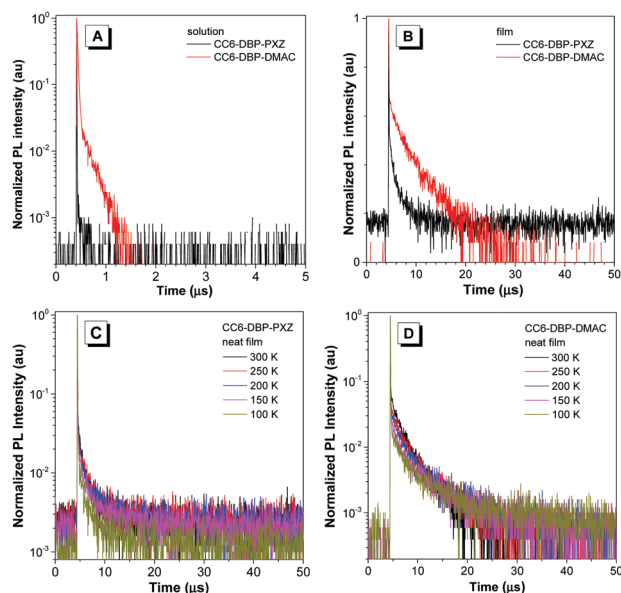 A
solution
CC6-DBP-PXZ
CC6-DBP-DMAC
Normalized PL intensity (au)
10⁰
10⁻¹
10⁻²
10⁻³
0 1 2 3 4 5
Time (μs)
B
film
CC6-DBP-PXZ
CC6-DBP-DMAC
Normalized PL intensity (au)
1
0
0 10 20 30 40 50
Time (μs)
C
CC6-DBP-PXZ
neat film
300 K
250 K
200 K
150 K
100 K
Normalized PL Intensity (au)
10⁰
10⁻¹
10⁻²
10⁻³
0 10 20 30 40 50
Time (μs)
D
CC6-DBP-DMAC
neat film
300 K
250 K
200 K
150 K
100 K
Normalized PL Intensity (au)
10⁰
10⁻¹
10⁻²
10⁻³
0 10 20 30 40 50
Time (μs)